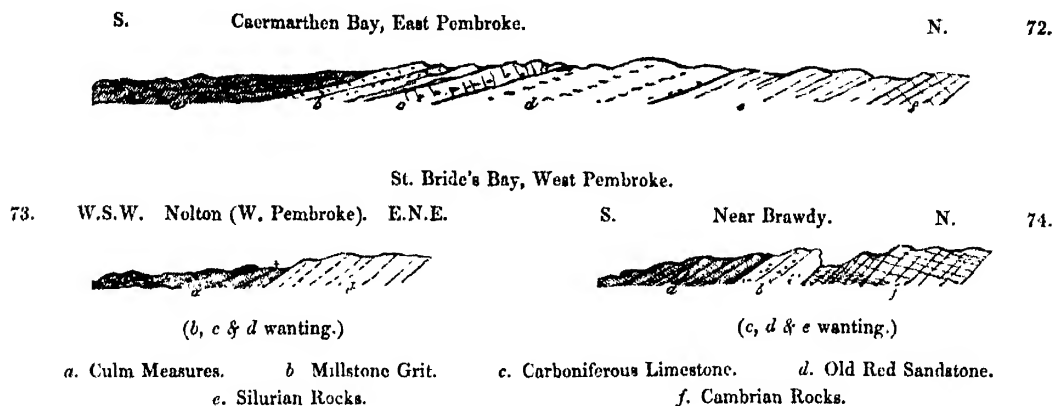 S. Caermarthen Bay, East Pembroke. N. 72.
a b c d e f
St. Bride's Bay, West Pembroke.
73. W.S.W. Nolton (W. Pembroke). E.N.E. S. Near Brawdy. N. 74.
a a b f
(b, c & d wanting.) (c, d & e wanting.)
a. Culm Measures. b Millstone Grit. c. Carboniferous Limestone. d. Old Red Sandstone.
e. Silurian Rocks. f. Cambrian Rocks.